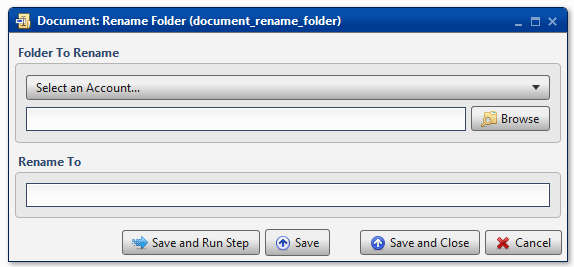 Document: Rename Folder (document_rename_folder)
Folder To Rename
Select an Account...
Browse
Rename To
Save and Run Step Save Save and Close Cancel